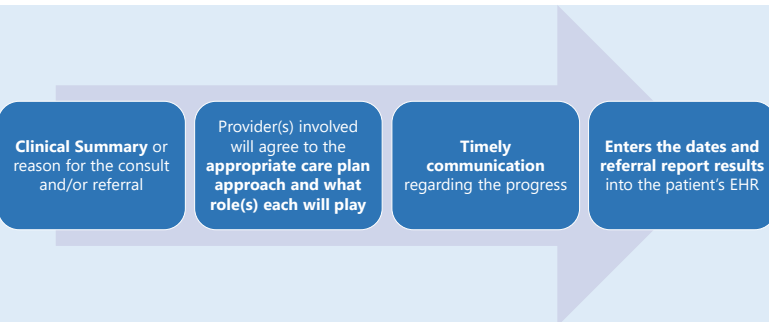 Clinical Summary or
reason for the consult
and/or referral
Provider(s) involved
will agree to the
appropriate care plan
approach and what
role(s) each will play
Timely
communication
regarding the progress
Enters the dates and
referral report results
into the patient's EHR